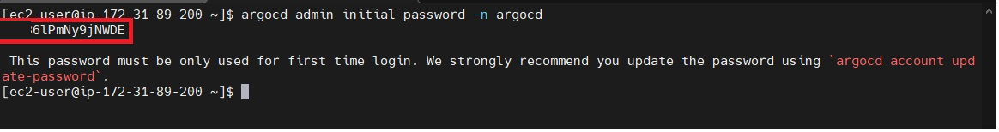 [ec2-user@ip-172-31-89-200 ~]$ argocd admin initial-password -n argocd
6lPmNy9jNWDE
This password must be only used for first time login. We strongly recommend you update the password using `argocd account upd
ate-password`.
[ec2-user@ip-172-31-89-200 ~]$